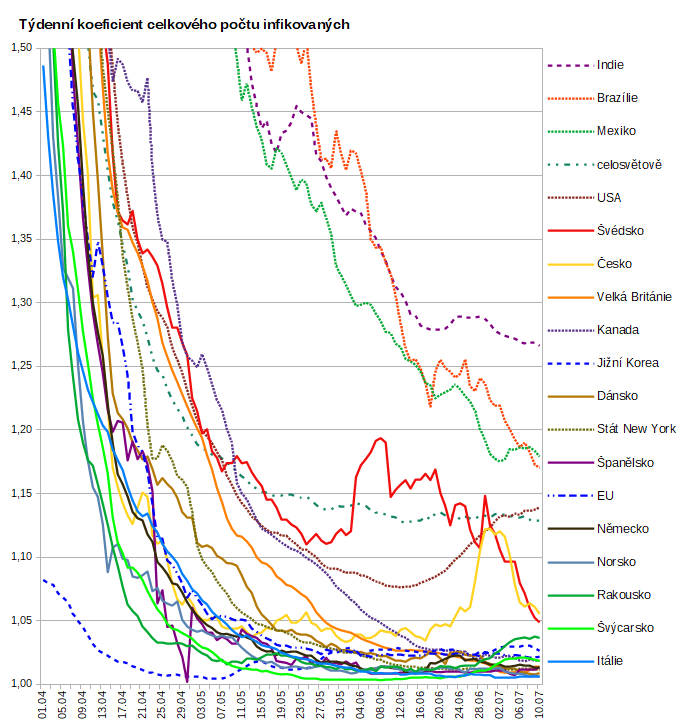 Týdenní koeficient celkového počtu infikovaných
1,50
1,45
1,40
1,35
1,30
1,25
1,20
1,15
1,10
1,05
1,00
01.04
05.04
09.04
13.04
17.04
21.04
25.04
29.04
03.05
07.05
11.05
15.05
19.05
23.05
27.05
31.05
04.06
08.06
12.06
16.06
20.06
24.06
28.06
02.07
06.07
10.07
Indie
Brazílie
Mexiko
celosvětově
USA
Švédsko
Česko
Velká Británie
Kanada
Jižní Korea
Dánsko
Stát New York
Španělsko
EU
Německo
Norsko
Rakousko
Švýcarsko
Itálie